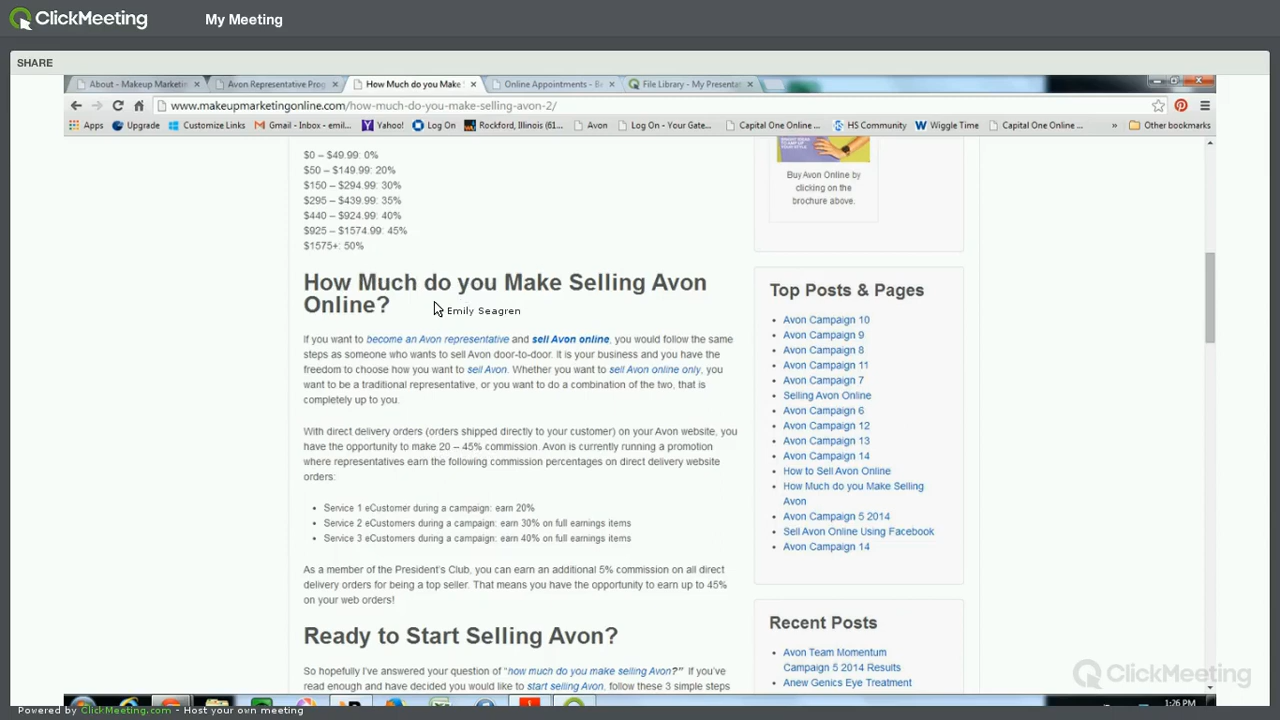 ClickMeeting My Meeting
SHARE
About - Makeup Marketin
Avon Representative Prog
How Much do you Make
Online Appointments - Be
File Library - My Presentat
www.makeupmarketingonline.com/how-much-do-you-make-selling-avon-2/
Apps Upgrade Customize Links Gmail - Inbox - emil... Yahoo! Log On Rockford, Illinois (61... Avon Log On - Your Gate... Capital One Online ... HS Community Wiggle Time Capital One Online... » Other bookmarks
$0 – $49.99: 0%
$50 – $149.99: 20%
$150 – $294.99: 30%
$295 – $439.99: 35%
$440 – $924.99: 40%
$925 – $1574.99: 45%
$1575+: 50%
How Much do you Make Selling Avon
Online?
Emily Seagren
If you want to become an Avon representative and sell Avon online, you would follow the same
steps as someone who wants to sell Avon door-to-door. It is your business and you have the
freedom to choose how you want to sell Avon. Whether you want to sell Avon online only, you
want to be a traditional representative, or you want to do a combination of the two, that is
completely up to you.
With direct delivery orders (orders shipped directly to your customer) on your Avon website, you
have the opportunity to make 20 – 45% commission. Avon is currently running a promotion
where representatives earn the following commission percentages on direct delivery website
orders:
• Service 1 eCustomer during a campaign: earn 20%
• Service 2 eCustomers during a campaign: earn 30% on full earnings items
• Service 3 eCustomers during a campaign: earn 40% on full earnings items
As a member of the President's Club, you can earn an additional 5% commission on all direct
delivery orders for being a top seller. That means you have the opportunity to earn up to 45%
on your web orders!
Ready to Start Selling Avon?
So hopefully I've answered your question of "how much do you make selling Avon?" If you've
read enough and have decided you would like to start selling Avon, follow these 3 simple steps
Buy Avon Online by
clicking on the
brochure above.
Top Posts & Pages
• Avon Campaign 10
• Avon Campaign 9
• Avon Campaign 8
• Avon Campaign 11
• Avon Campaign 7
• Selling Avon Online
• Avon Campaign 6
• Avon Campaign 12
• Avon Campaign 13
• Avon Campaign 14
• How to Sell Avon Online
• How Much do you Make Selling
Avon
• Avon Campaign 5 2014
• Sell Avon Online Using Facebook
• Avon Campaign 14
Recent Posts
• Avon Team Momentum
Campaign 5 2014 Results
• Anew Genics Eye Treatment
ClickMeeting
1:26 PM
Powered by ClickMeeting.com - Host your own meeting